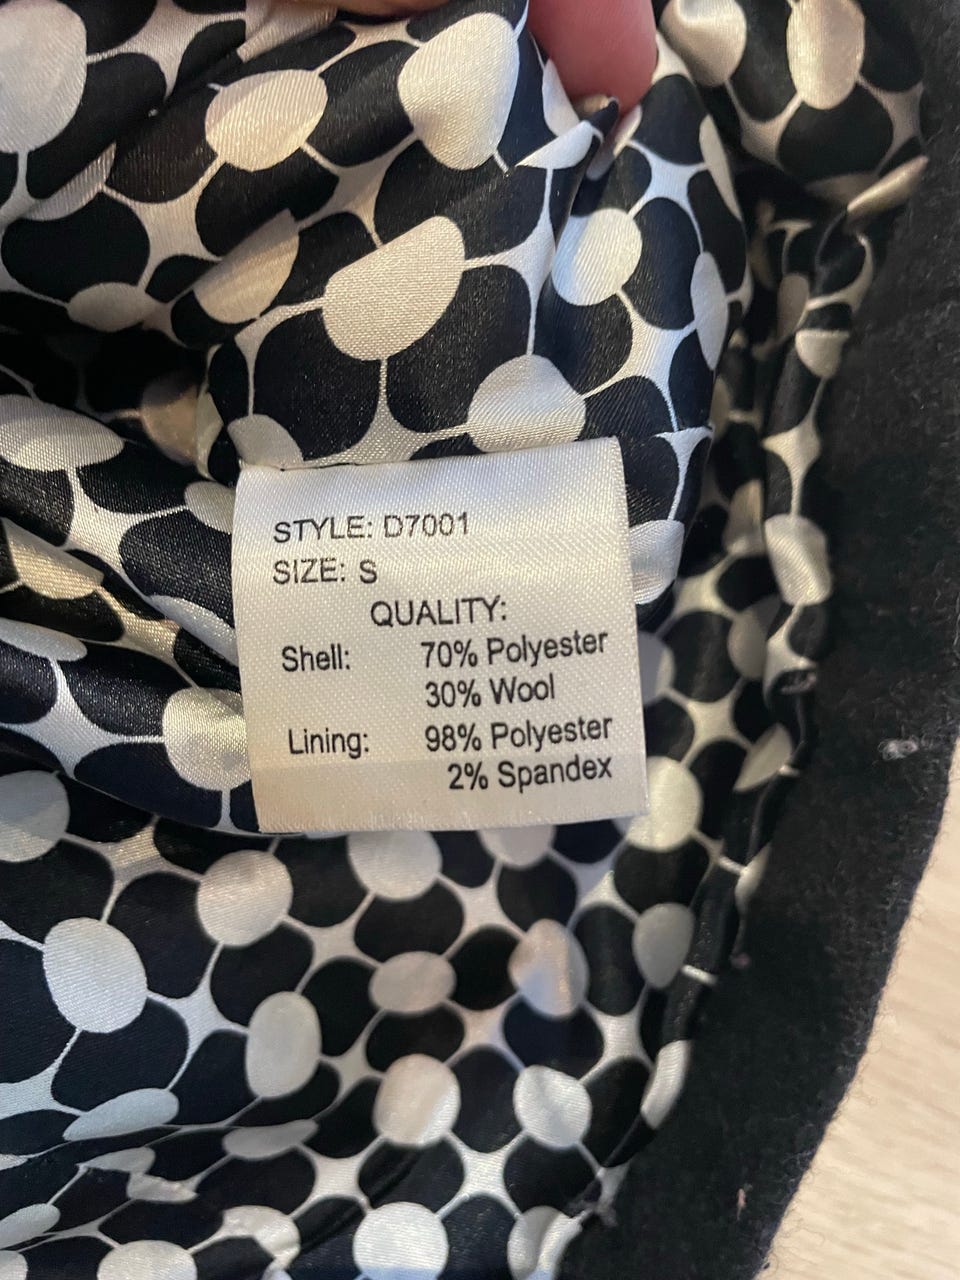 STYLE: D7001
SIZE: S
QUALITY:
Shell: 70% Polyester
30% Wool
Lining: 98% Polyester
2% Spandex